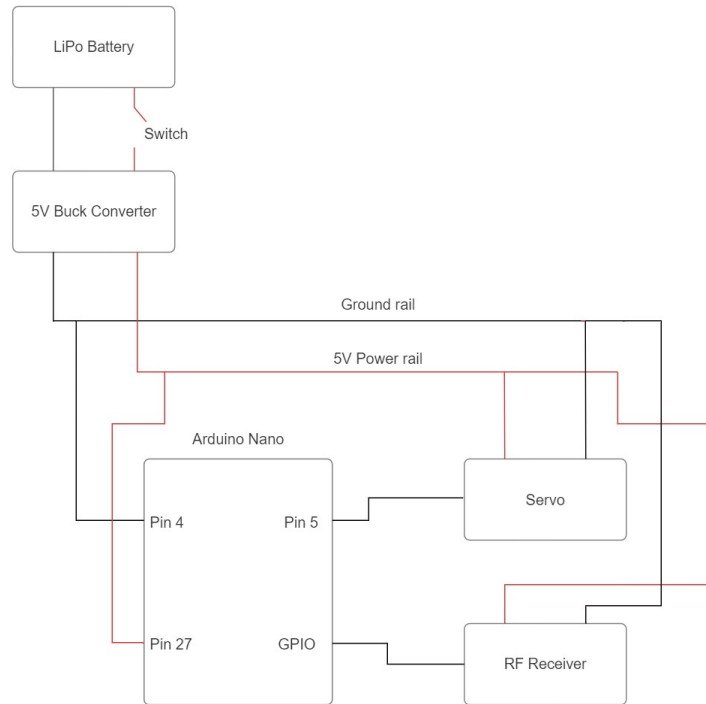 LiPo Battery
Switch
5V Buck Converter
Ground rail
5V Power rail
Arduino Nano
Servo
Pin 4
Pin 5
Pin 27
GPIO
RF Receiver